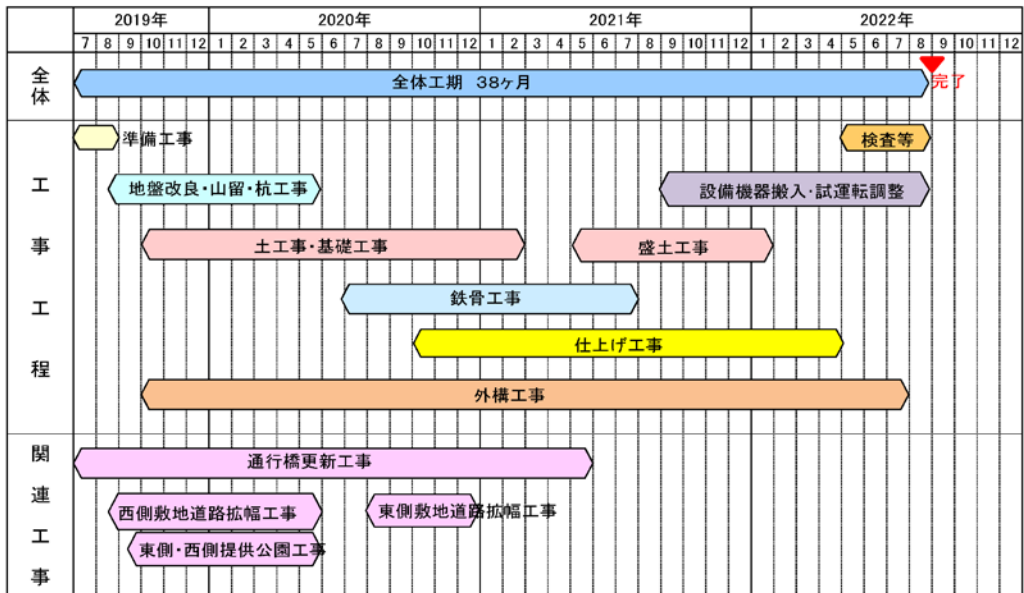 2019年 2020年 2021年 2022年
7 8 9 10 11 12 1 2 3 4 5 6 7 8 9 10 11 12 1 2 3 4 5 6 7 8 9 10 11 12 1 2 3 4 5 6 7 8 9 10 11 12
全体
全体工期 38ヶ月
完了
工事工程
準備工事
検査等
地盤改良・山留・杭工事
設備機器搬入・試運転調整
土工事・基礎工事
盛土工事
鉄骨工事
仕上げ工事
外構工事
関連工事
通行橋更新工事
西側敷地道路拡幅工事
東側敷地道路拡幅工事
東側・西側提供公園工事